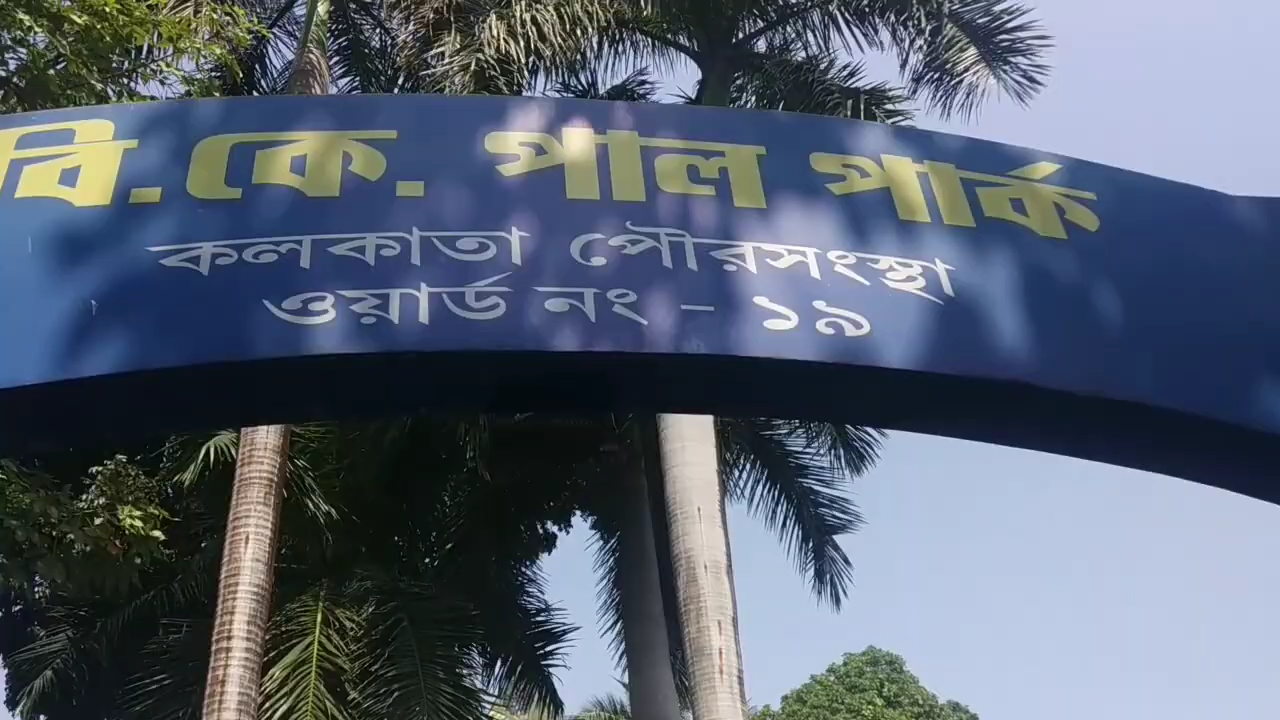 বি.কে. পাল পার্ক
কলকাতা পৌরসংস্থা
ওয়ার্ড নং - ১৯